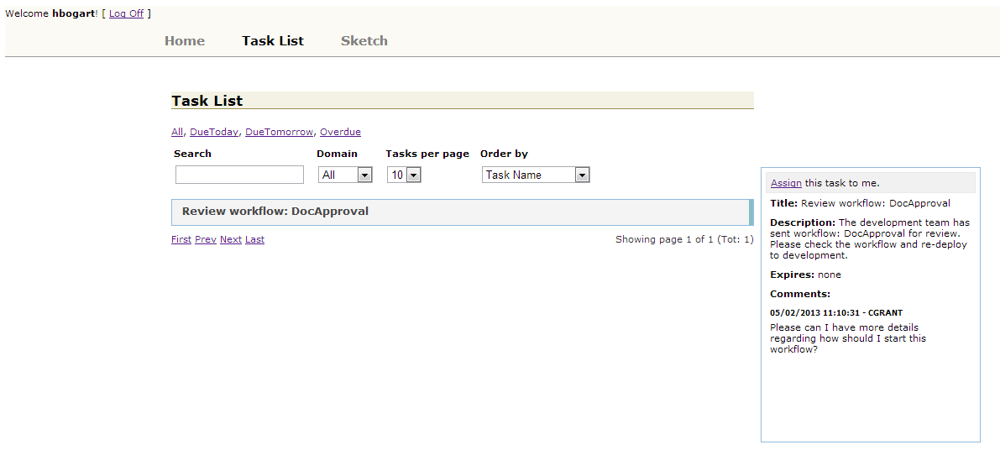 Welcome hbogart! [ Log Off ]
Home Task List Sketch
Task List
All, DueToday, DueTomorrow, Overdue
Search Domain Tasks per page Order by
All 10 Task Name
Review workflow: DocApproval
First Prev Next Last Showing page 1 of 1 (Tot: 1)
Assign this task to me.
Title: Review workflow: DocApproval
Description: The development team has
sent workflow: DocApproval for review.
Please check the workflow and re-deploy
to development.
Expires: none
Comments:
05/02/2013 11:10:31 - CGRANT
Please can I have more details
regarding how should I start this
workflow?